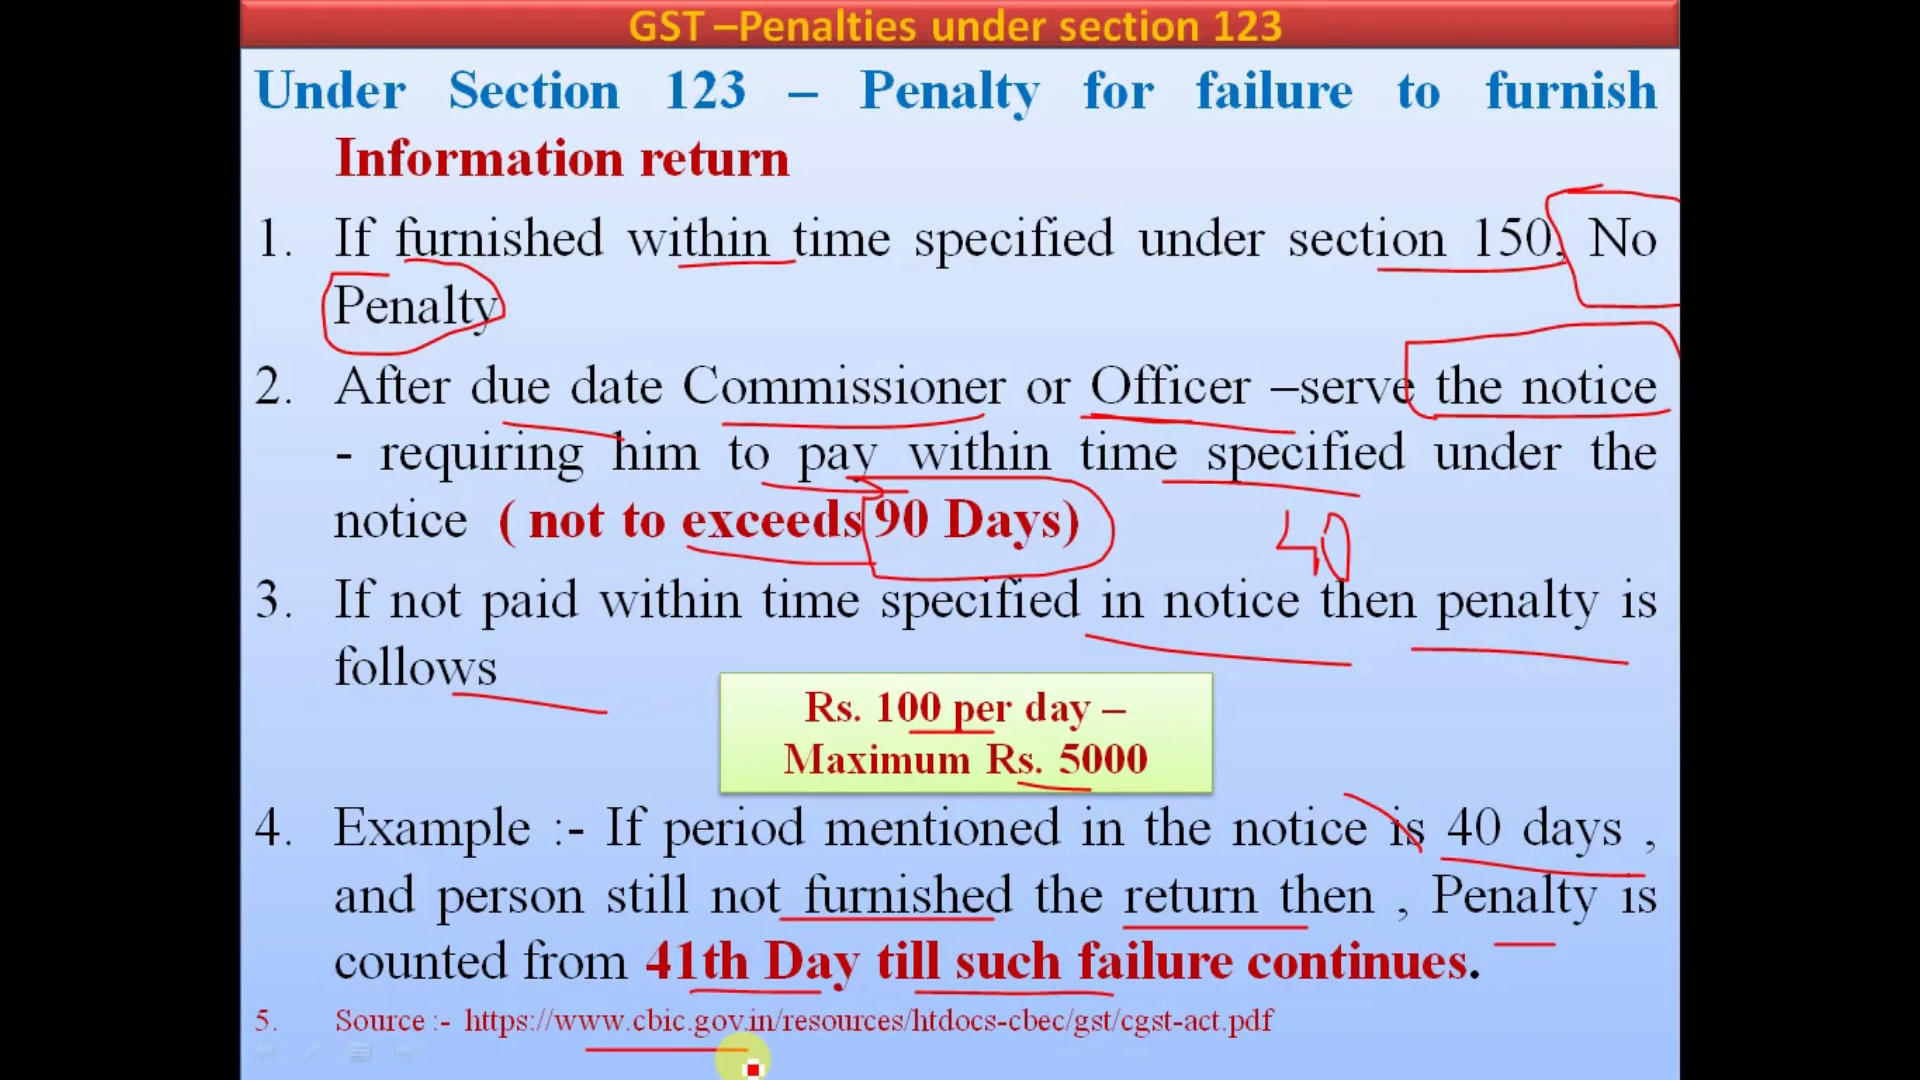 GST –Penalties under section 123
Under Section 123 – Penalty for failure to furnish
Information return
1. If furnished within time specified under section 150, No
Penalty
2. After due date Commissioner or Officer –serve the notice
- requiring him to pay within time specified under the
notice ( not to exceeds 90 Days)
40
3. If not paid within time specified in notice then penalty is
follows
Rs. 100 per day –
Maximum Rs. 5000
4. Example :- If period mentioned in the notice is 40 days ,
and person still not furnished the return then , Penalty is
counted from 41th Day till such failure continues.
5. Source :- https://www.cbic.gov.in/resources/htdocs-cbec/gst/cgst-act.pdf